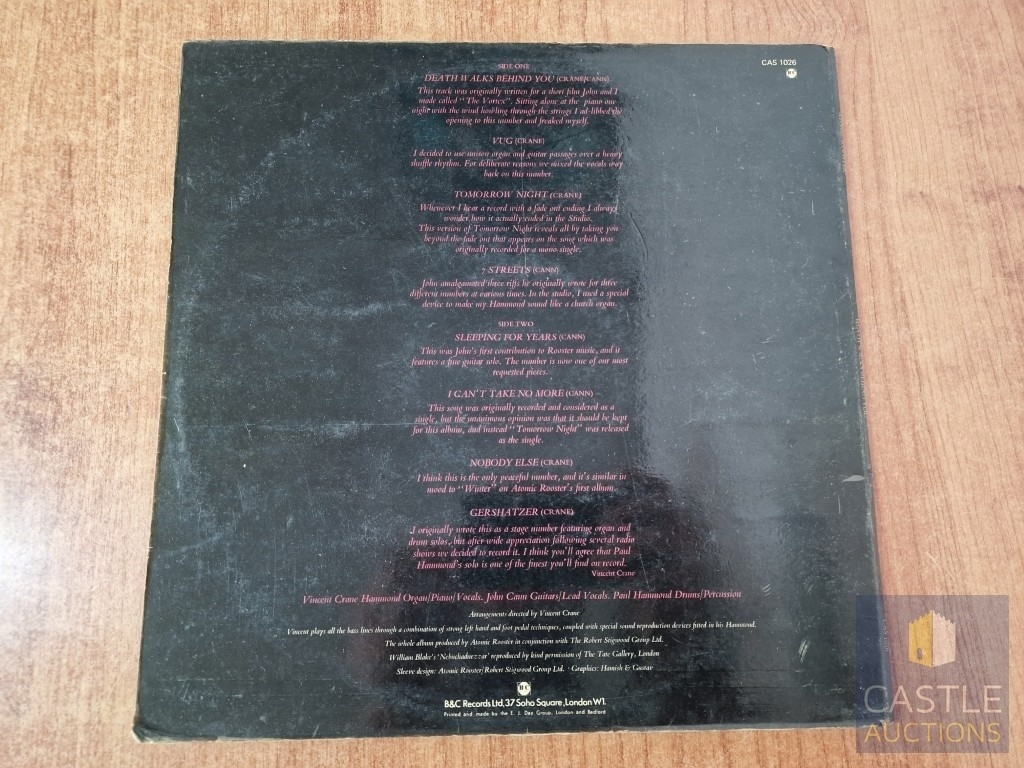 CAS 1026
SIDE ONE
DEATH WALKS BEHIND YOU (CRANE/CANN)
This track was originally written for a short film John and I
made called "The Vortex". Sitting alone at the piano one
night with the wind howling through the strings I ad-libbed the
opening to this number and freaked myself.
VUG (CRANE)
I decided to use unison organ and guitar passages over a heavy
shuffle rhythm. For deliberate reasons we mixed the vocals way
back on this number.
TOMORROW NIGHT (CRANE)
Whenever I hear a record with a fade out ending I always
wonder how it actually ended in the Studio.
This version of Tomorrow Night reveals all by taking you
beyond the fade out that appears on the song which was
originally recorded for a mono single.
7 STREETS (CANN)
John amalgamated three riffs he originally wrote for three
different numbers at various times. In the studio, I used a special
device to make my Hammond sound like a church organ.
SIDE TWO
SLEEPING FOR YEARS (CANN)
This was John's first contribution to Rooster music, and it
features a fine guitar solo. The number is now one of our most
requested pieces.
I CAN'T TAKE NO MORE (CANN)
This song was originally recorded and considered as a
single, but the unanimous opinion was that it should be kept
for this album, and instead "Tomorrow Night" was released
as the single.
NOBODY ELSE (CRANE)
I think this is the only peaceful number, and it's similar in
mood to "Winter" on Atomic Rooster's first album.
GERSHATZER (CRANE)
I originally wrote this as a stage number featuring organ and
drum solos, but after wide appreciation following several radio
shows we decided to record it. I think you'll agree that Paul
Hammond's solo is one of the finest you'll find on record.
Vincent Crane
Vincent Crane Hammond Organ/Piano/Vocals. John Cann Guitars/Lead Vocals. Paul Hammond Drums/Percussion
Arrangements directed by Vincent Crane
Vincent plays all the bass lines through a combination of strong left hand and foot pedal techniques, coupled with special sound reproduction devices fitted in his Hammond.
The whole album produced by Atomic Rooster in conjunction with The Robert Stigwood Group Ltd.
William Blake's 'Nebuchadnezzar' reproduced by kind permission of The Tate Gallery, London
Sleeve design: Atomic Rooster/Robert Stigwood Group Ltd. · Graphics: Hamish & Gustav
B&C Records Ltd, 37 Soho Square, London W1.
Printed and made by the E. J. Day Group, London and Bedford
CASTLE
AUCTIONS